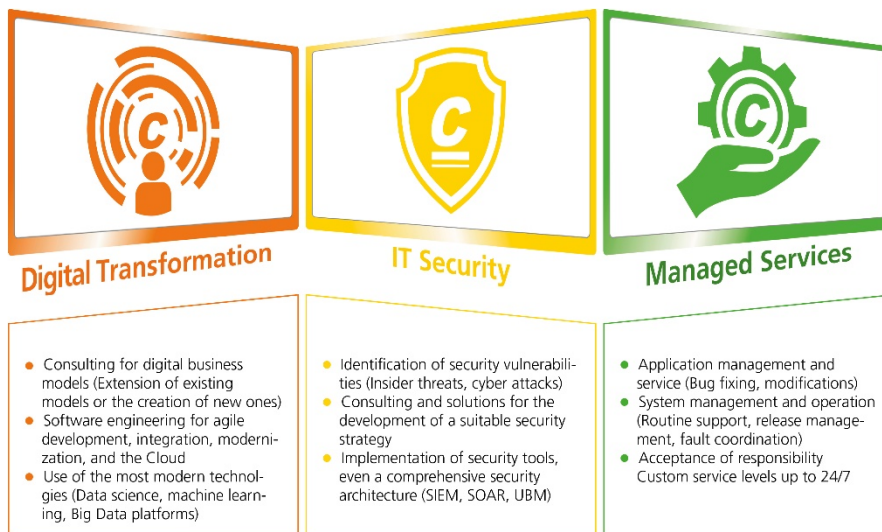 C
C
C
Digital Transformation
IT Security
Managed Services
• Consulting for digital business
models (Extension of existing
models or the creation of new ones)
• Software engineering for agile
development, integration, moderni-
zation, and the Cloud
• Use of the most modern technol-
gies (Data science, machine learn-
ing, Big Data platforms)
• Identification of security vulnerabili-
ties (Insider threats, cyber attacks)
• Consulting and solutions for the
development of a suitable security
strategy
• Implementation of security tools,
even a comprehensive security
architecture (SIEM, SOAR, UBM)
• Application management and
service (Bug fixing, modifications)
• System management and operation
(Routine support, release manage-
ment, fault coordination)
• Acceptance of responsibility
Custom service levels up to 24/7